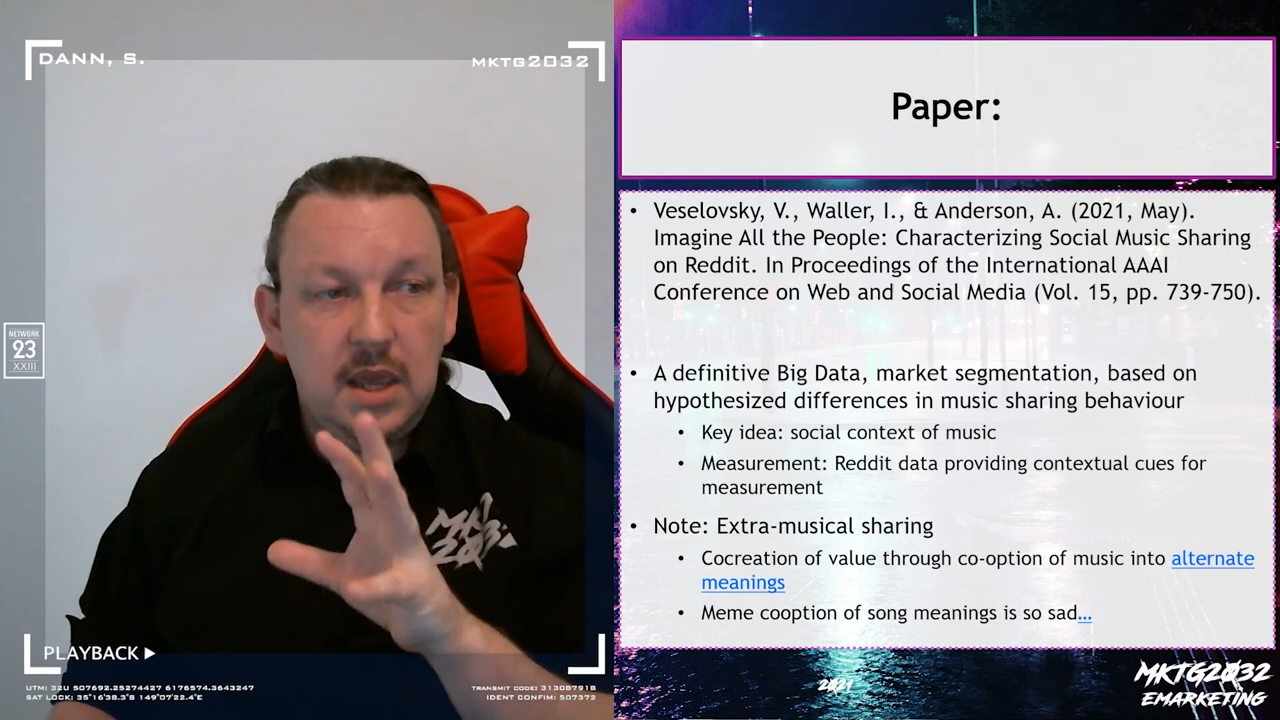 DANN, S.
MKTG2032
NETWORK
23
XXIII
PLAYBACK
UTM: 32U 507692.25274427 6176574.3643247
SAT LOCK: 35°16'38.3"S 149°07'22.4"E
TRANSMIT CODE: 313087918
IDENT CONFIM: 507372
Paper:
• Veselovsky, V., Waller, I., & Anderson, A. (2021, May).
Imagine All the People: Characterizing Social Music Sharing
on Reddit. In Proceedings of the International AAAI
Conference on Web and Social Media (Vol. 15, pp. 739-750).
• A definitive Big Data, market segmentation, based on
hypothesized differences in music sharing behaviour
• Key idea: social context of music
• Measurement: Reddit data providing contextual cues for
measurement
• Note: Extra-musical sharing
• Cocreation of value through co-option of music into alternate
meanings
• Meme cooption of song meanings is so sad...
2021
MKTG2032
EMARKETING